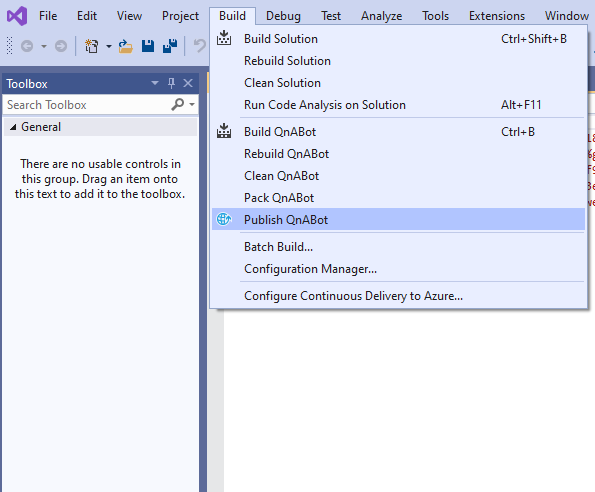 File Edit View Project Build Debug Test Analyze Tools Extensions Window
Toolbox
Search Toolbox
General
There are no usable controls in
this group. Drag an item onto
this text to add it to the toolbox.
Build Solution Ctrl+Shift+B
Rebuild Solution
Clean Solution
Run Code Analysis on Solution Alt+F11
Build QnABot Ctrl+B
Rebuild QnABot
Clean QnABot
Pack QnABot
Publish QnABot
Batch Build...
Configuration Manager...
Configure Continuous Delivery to Azure...